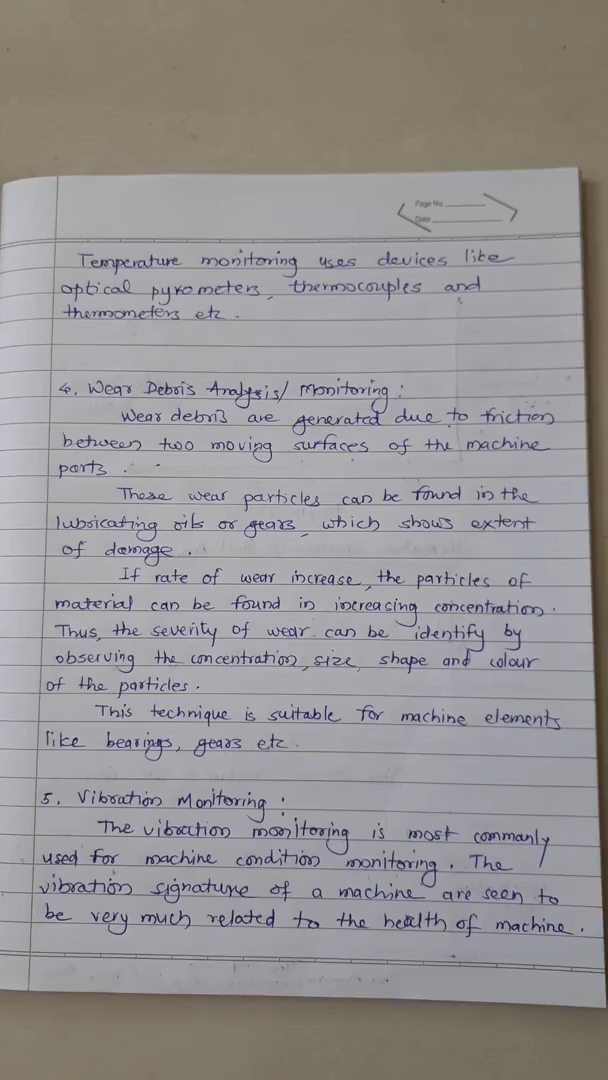 Page No
Date
Temperature monitoring uses devices like
optical pyrometers, thermocouples and
thermometers etc.
4. Wear Debris Analysis/ Monitoring:
Wear debris are generated due to friction
between two moving surfaces of the machine
parts.
These wear particles can be found in the
lubricating oils or gears, which shows extent
of damage.
If rate of wear increase, the particles of
material can be found in increasing concentration.
Thus, the severity of wear can be identify by
observing the concentration, size, shape and colour
of the particles.
This technique is suitable for machine elements
like bearings, gears etc.
5. Vibration Monitoring:
The vibration monitoring is most commanly
used for machine condition monitoring. The
vibration signature of a machine are seen to
be very much related to the health of machine.